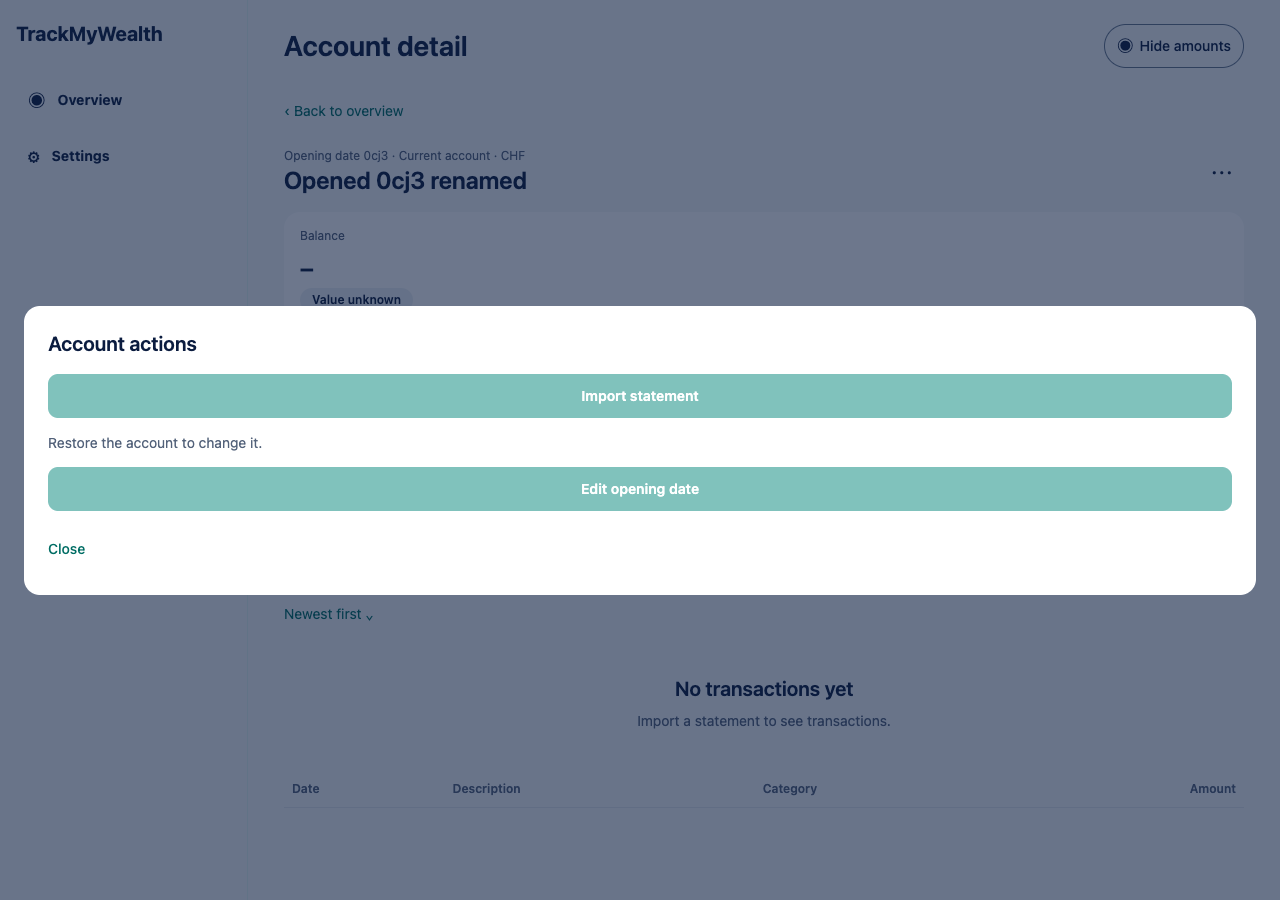 TrackMyWealth
Overview
Settings
Account detail
Hide amounts
‹ Back to overview
Opening date 0cj3 · Current account · CHF
Opened 0cj3 renamed
Balance
–
Value unknown
Account actions
Import statement
Restore the account to change it.
Edit opening date
Close
Newest first
No transactions yet
Import a statement to see transactions.
Date Description Category Amount